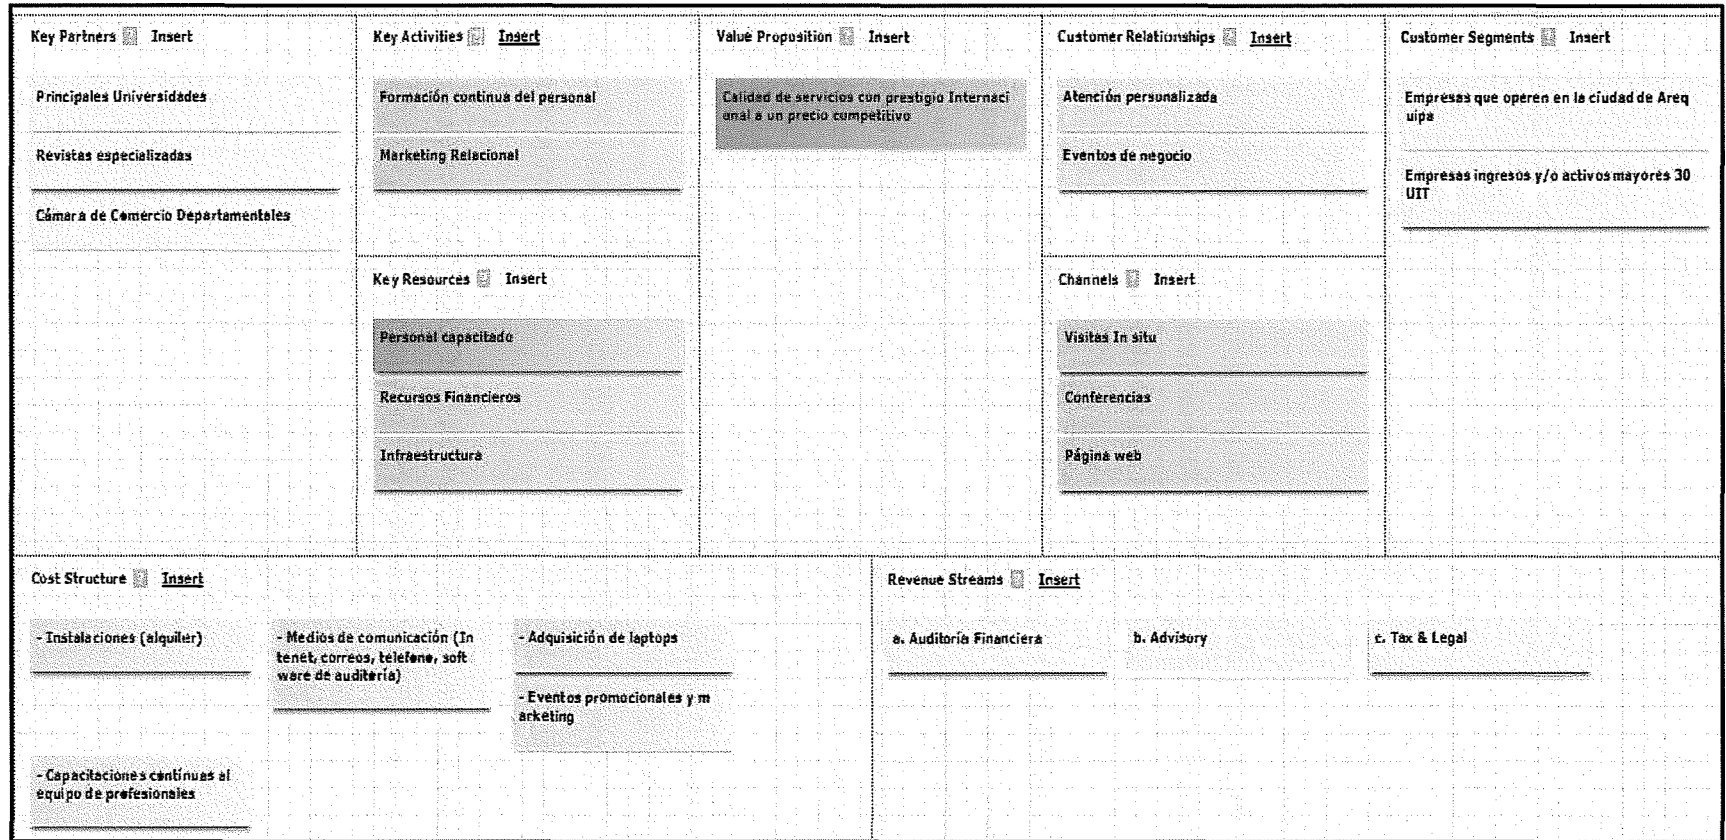 Key Partners ? Insert
Principales Universidades
Revistas especializadas
Cámara de Comercio Departamentales
Key Activities ? Insert
Formación continua del personal
Marketing Relacional
Key Resources ? Insert
Personal capacitado
Recursos Financieros
Infraestructura
Value Proposition ? Insert
Calidad de servicios con prestigio Internaci
onal a un precio competitivo
Customer Relationships ? Insert
Atención personalizada
Eventos de negocio
Channels ? Insert
Visitas In situ
Conferencias
Página web
Customer Segments ? Insert
Empresas que operen en la ciudad de Areq
uipa
Empresas ingresos y/o activos mayores 30
UIT
Cost Structure ? Insert
- Instalaciones (alquiler)
- Medios de comunicación (In
tenet, correos, telefono, soft
ware de auditería)
- Adquisición de laptops
- Eventos promocionales y m
arketing
- Capacitaciones contínuas al
equipo de profesionales
Revenue Streams ? Insert
a. Auditoría Financiera
b. Advisory
c. Tax & Legal